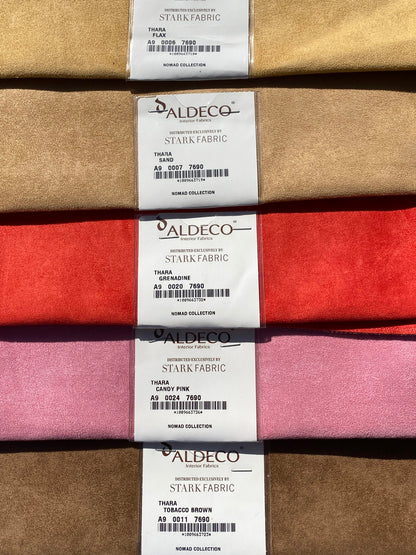 DISTRIBUTED EXCLUSIVELY BY
STARK FABRIC
THARA
FLAX
A9 0006 7690
NOMAD COLLECTION
ALDECO®
Interior Fabrics
DISTRIBUTED EXCLUSIVELY BY
STARK FABRIC
THARA
SAND
A9 0007 7690
NOMAD COLLECTION
ALDECO
Interior Fabrics
DISTRIBUTED EXCLUSIVELY BY
STARK FABRIC
THARA
GRENADINE
A9 0020 7690
NOMAD COLLECTION
ALDECO
Interior Fabrics
DISTRIBUTED EXCLUSIVELY BY
STARK FABRIC
THARA
CANDY PINK
A9 0024 7690
NOMAD COLLECTION
ALDECO
Interior Fabrics
DISTRIBUTED EXCLUSIVELY BY
STARK FABRIC
THARA
TOBACCO BROWN
A9 0011 7690
NOMAD COLLECTION